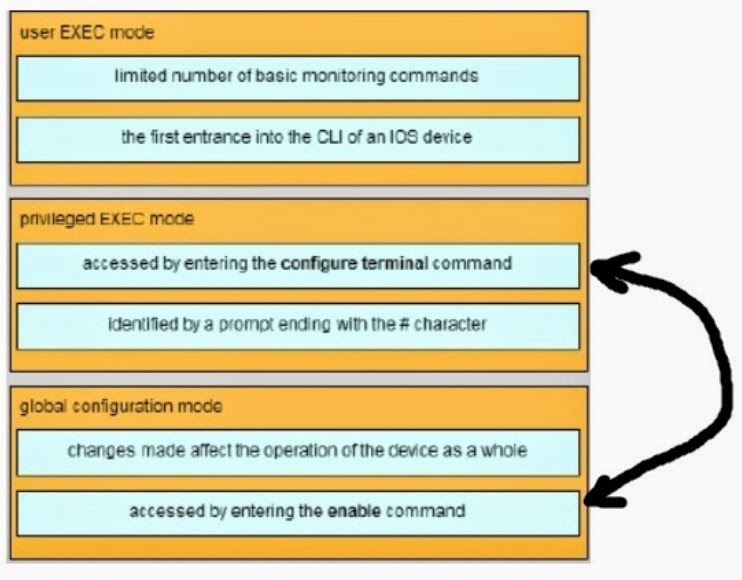 user EXEC mode
limited number of basic monitoring commands
the first entrance into the CLI of an IOS device
privileged EXEC mode
accessed by entering the configure terminal command
identified by a prompt ending with the # character
global configuration mode
changes made affect the operation of the device as a whole
accessed by entering the enable command